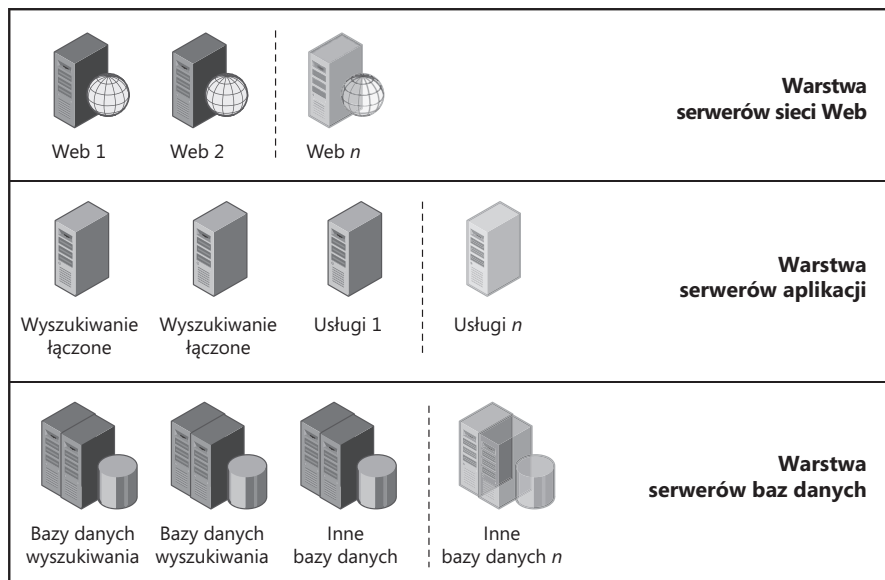 Web 1
Web 2
Web n
Warstwa
serwerów sieci Web
Wyszukiwanie
łączone
Wyszukiwanie
łączone
Usługi 1
Usługi n
Warstwa
serwerów aplikacji
Bazy danych
wyszukiwania
Bazy danych
wyszukiwania
Inne
bazy danych
Inne
bazy danych n
Warstwa
serwerów baz danych